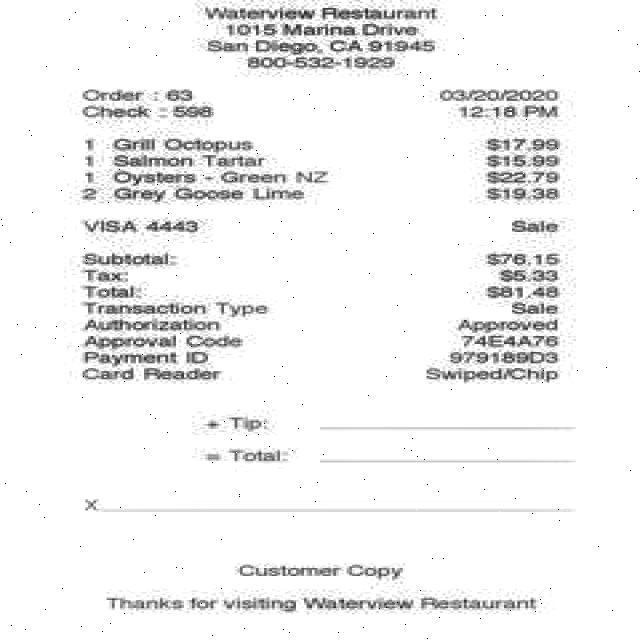 Waterview Restaurant
1015 Marina Drive
San Diego, CA 91945
800-532-1929
Order : 63 03/20/2020
Check : 598 12:18 PM
1 Grill Octopus $17.99
1 Salmon Tartar $15.99
1 Oysters - Green NZ $22.79
2 Grey Goose Lime $19.38
VISA 4443 Sale
Subtotal: $76.15
Tax: $5.33
Total: $81.48
Transaction Type Sale
Authorization Approved
Approval Code 74E4A76
Payment ID 979189D3
Card Reader Swiped/Chip
+ Tip:
= Total:
X
Customer Copy
Thanks for visiting Waterview Restaurant